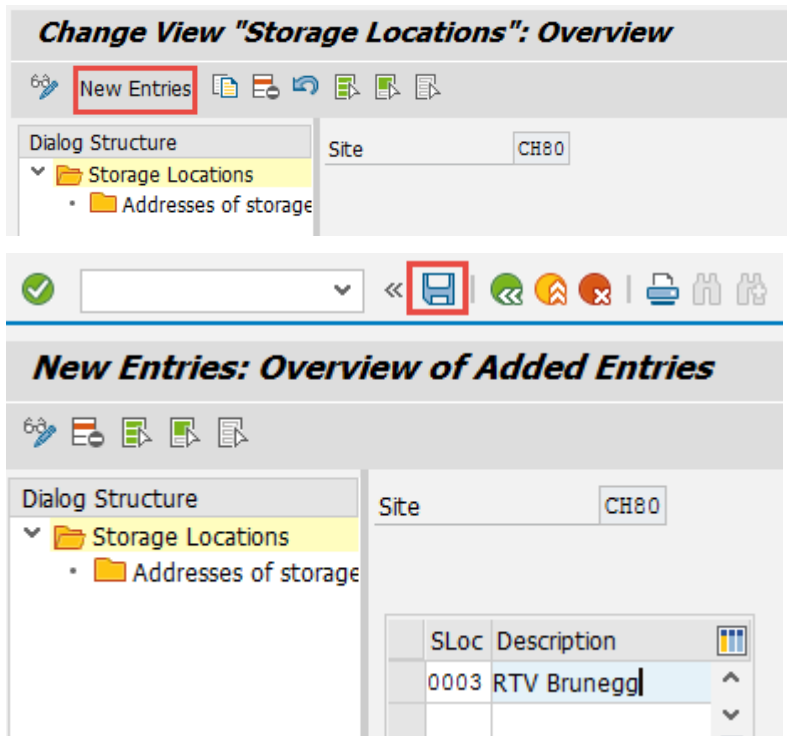 Change View "Storage Locations": Overview
New Entries
Dialog Structure
Site CH80
Storage Locations
Addresses of storage
New Entries: Overview of Added Entries
Dialog Structure
Site CH80
Storage Locations
Addresses of storage
SLoc Description
0003 RTV Brunegg